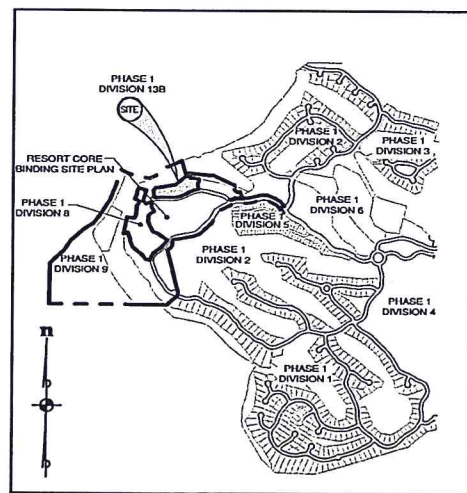 PHASE 1
DIVISION 13B
SITE
RESORT CORE
BINDING SITE PLAN
PHASE 1
DIVISION 8
PHASE 1
DIVISION 9
PHASE 1
DIVISION 2
PHASE 1
DIVISION 3
PHASE 1
DIVISION 6
PHASE 1
DIVISION 5
PHASE 1
DIVISION 2
PHASE 1
DIVISION 4
PHASE 1
DIVISION 1
n